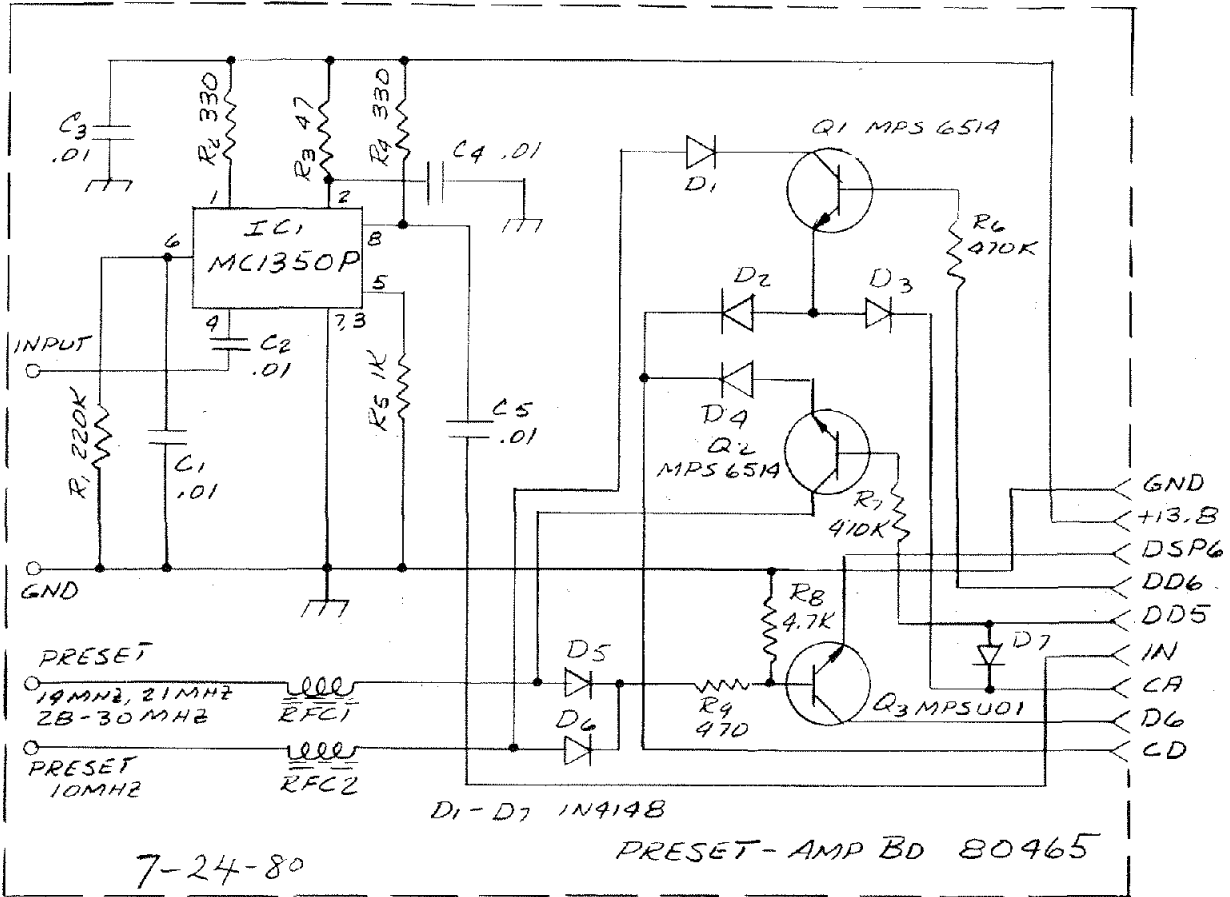 C3
.01
R2 330
R3 47
R4 330
C4 .01
1
2
6
IC1
MC1350P
8
5
4
7,3
INPUT
C2
.01
R1 220K
C1
.01
R5 1K
C5
.01
GND
Q1 MPS 6514
D1
R6
470K
D2
D3
D4
Q2
MPS 6514
R7
470K
R8
4.7K
GND
+13.8
DSP6
DD6
DD5
IN
CA
D6
CD
D7
PRESET
14MHZ, 21MHZ
28-30MHZ
RFC1
D5
D6
R9
470
Q3 MPSU01
PRESET
10MHZ
RFC2
D1-D7 1N4148
7-24-80
PRESET-AMP BD 80465